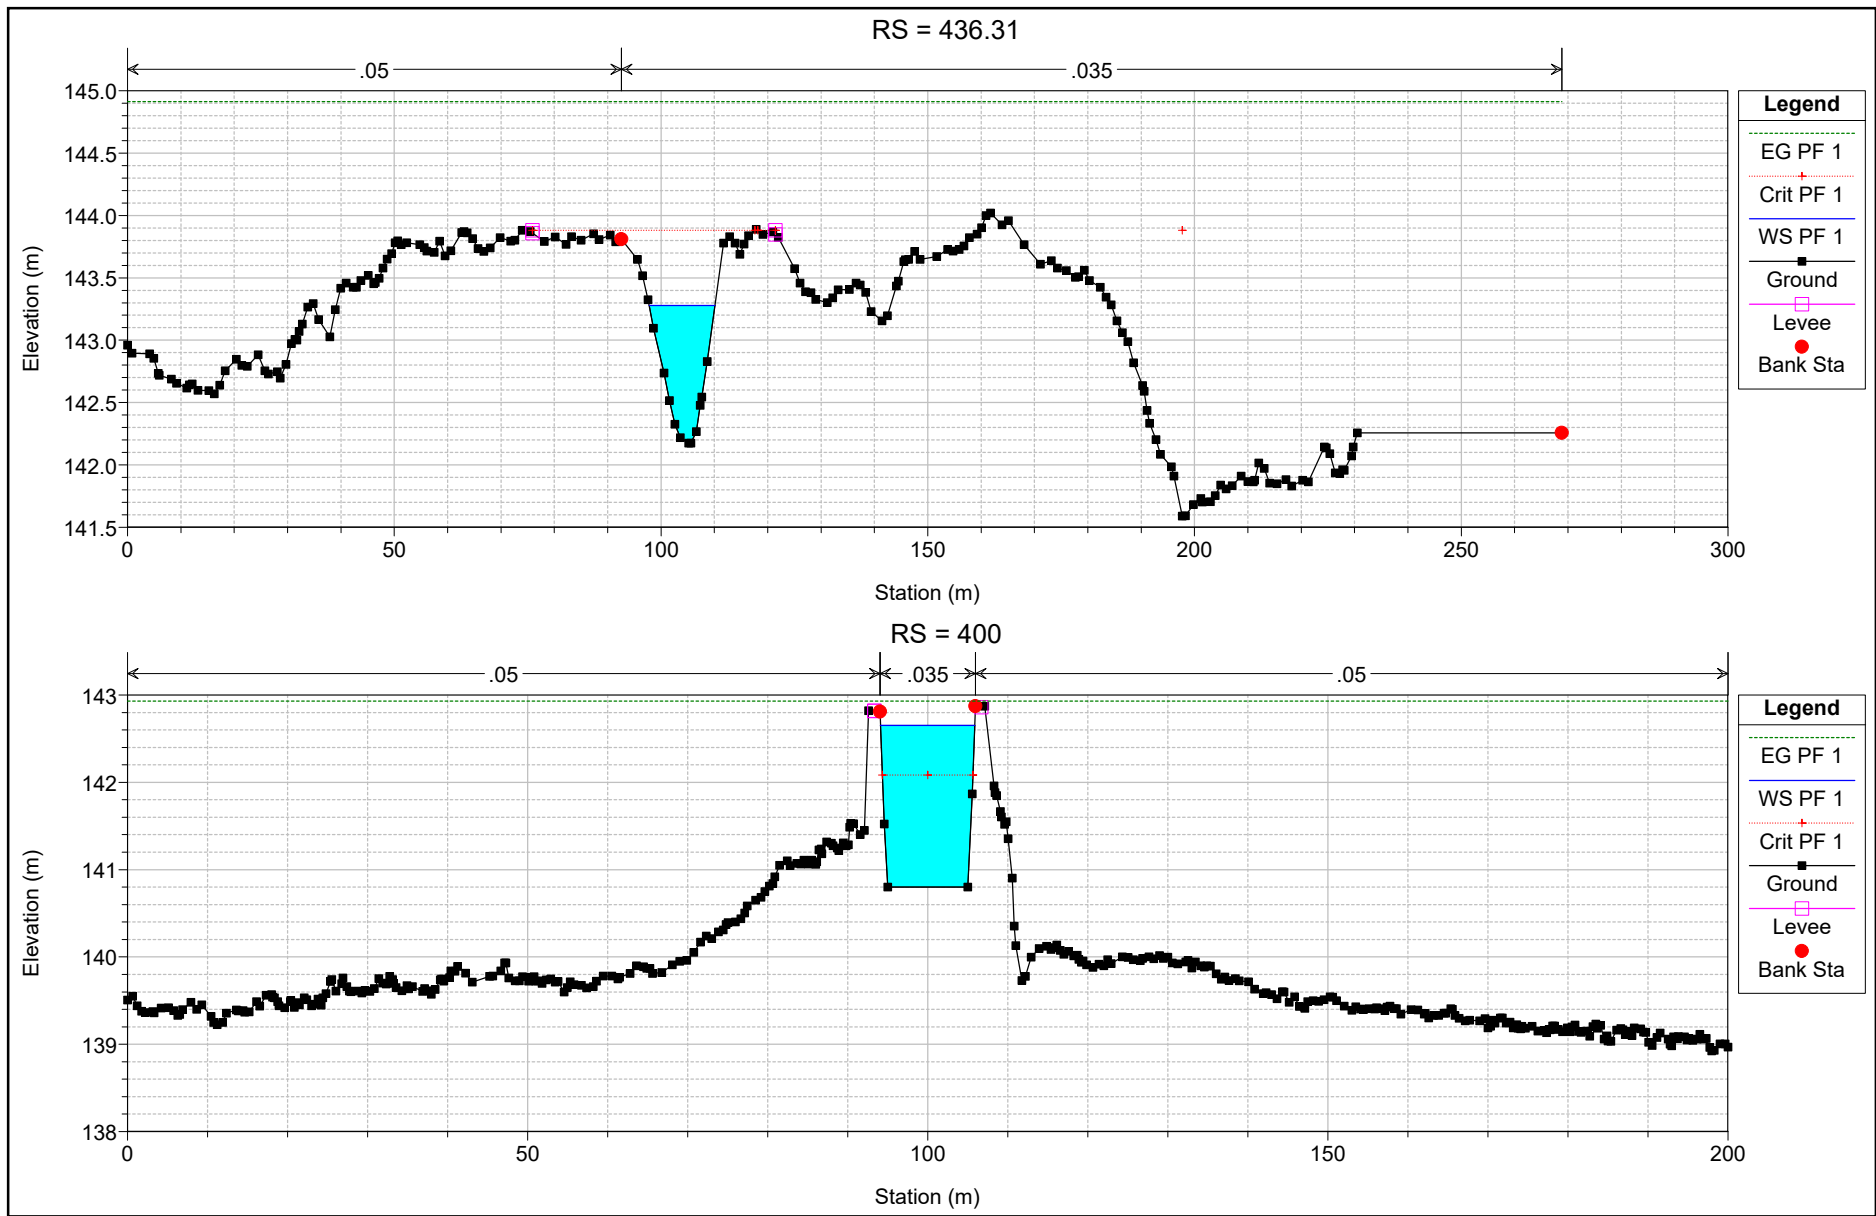 RS = 436.31
.05 .035
145.0
144.5
144.0
143.5
143.0
142.5
142.0
141.5
0 50 100 150 200 250 300
Elevation (m)
Station (m)
Legend
EG PF 1
Crit PF 1
WS PF 1
Ground
Levee
Bank Sta
RS = 400
.05 .035 .05
143
142
141
140
139
138
0 50 100 150 200
Elevation (m)
Station (m)
Legend
EG PF 1
WS PF 1
Crit PF 1
Ground
Levee
Bank Sta